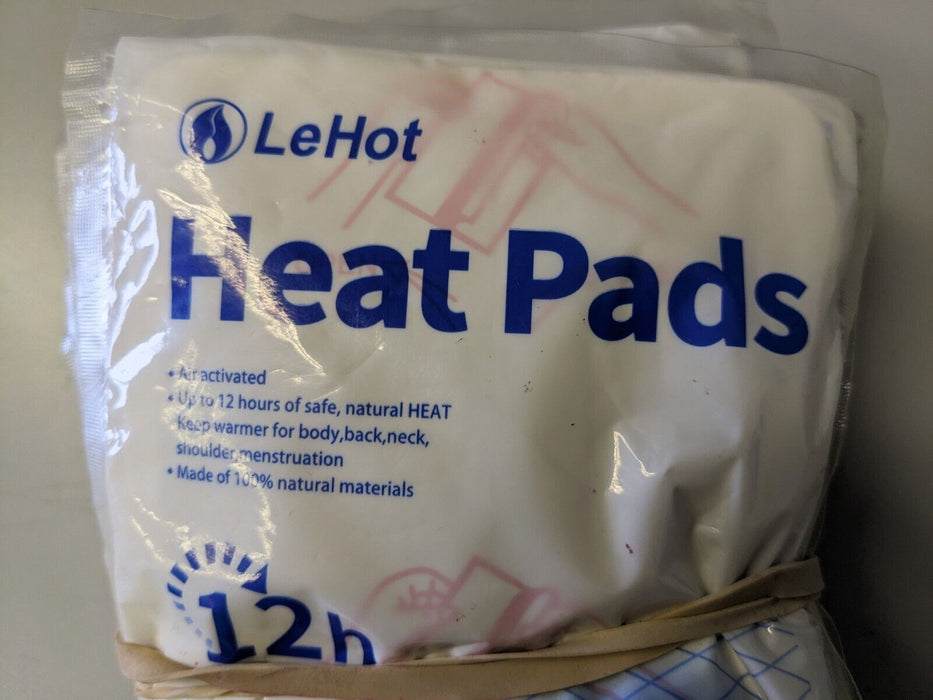 LeHot
Heat Pads
• Air activated
• Up to 12 hours of safe, natural HEAT
Keep warmer for body,back,neck,
shoulder,menstruation
• Made of 100% natural materials
12h